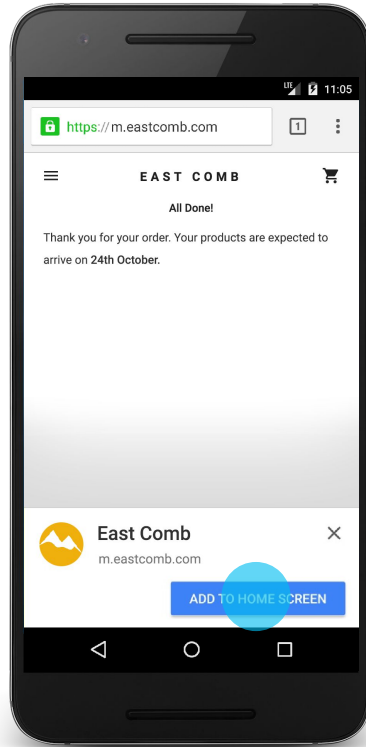 LTE 11:05
https://m.eastcomb.com 1
EAST COMB
All Done!
Thank you for your order. Your products are expected to
arrive on 24th October.
East Comb
m.eastcomb.com
ADD TO HOME SCREEN